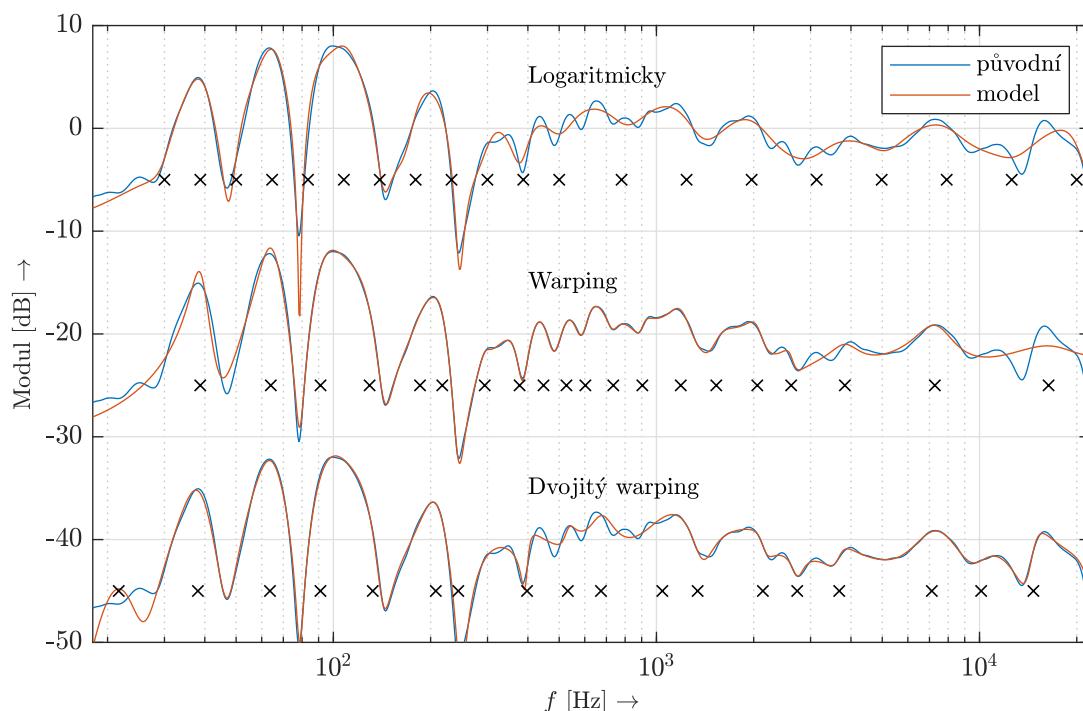 10
0
-10
-20
-30
-40
-50
Modul [dB] →
Logaritmicky
Warping
Dvojitý warping
původní
model
10²
10³
10⁴
f [Hz] →